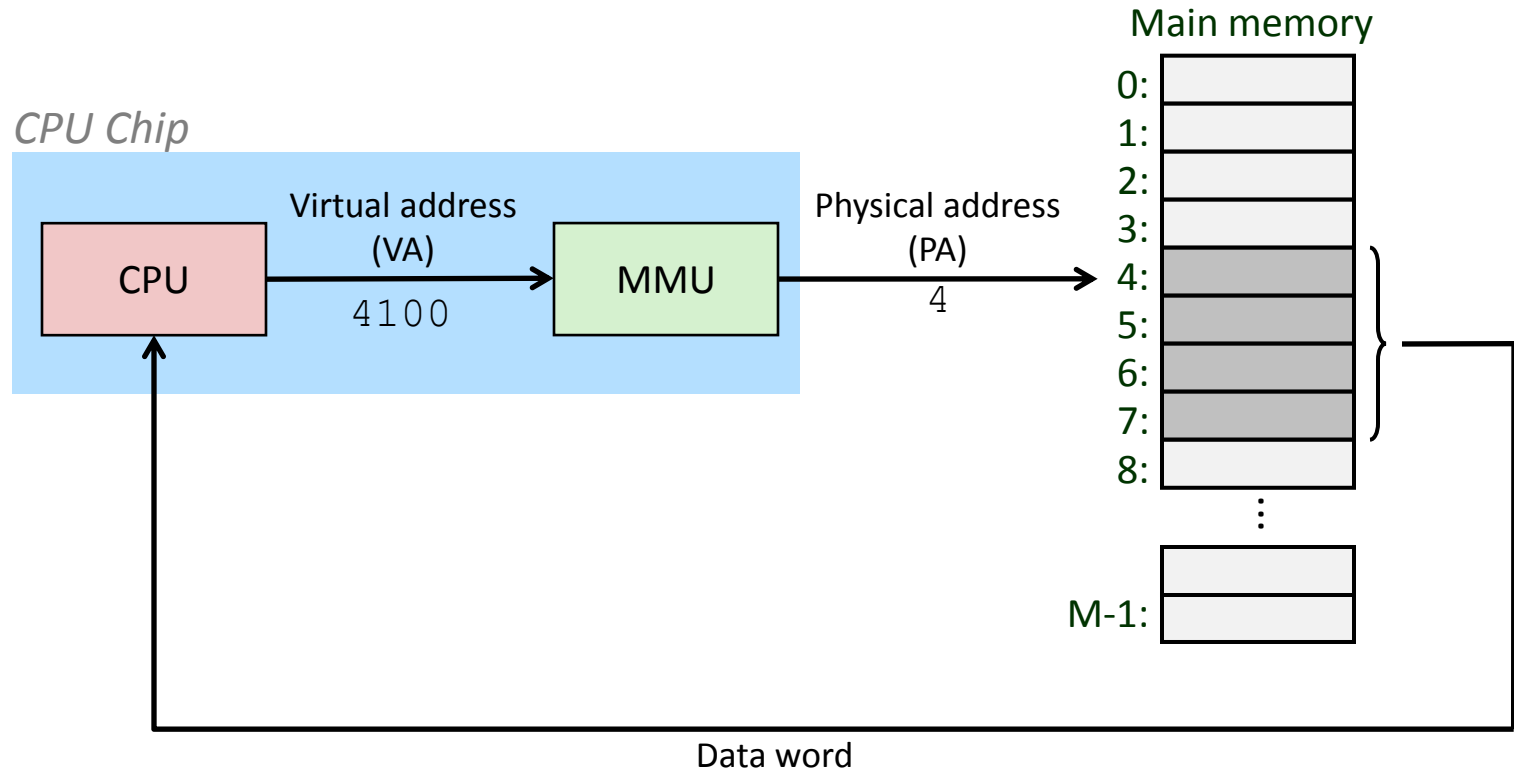 Main memory
CPU Chip
Virtual address
(VA)
4100
CPU
MMU
Physical address
(PA)
4
0:
1:
2:
3:
4:
5:
6:
7:
8:
...
M-1:
Data word